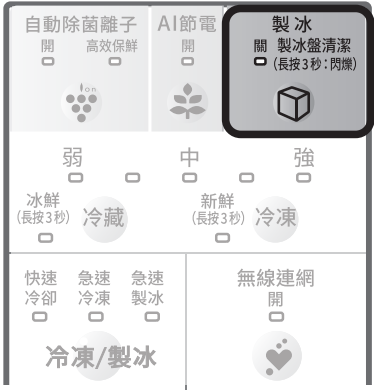 自動除菌離子
開 高效保鮮
ion
AI節電
開
製冰
關 製冰盤清潔
(長按3秒:閃爍)
弱 中 強
冰鮮
(長按3秒)
冷藏
新鮮
(長按3秒)
冷凍
快速
冷卻
急速
冷凍
急速
製冰
冷凍/製冰
無線連網
開